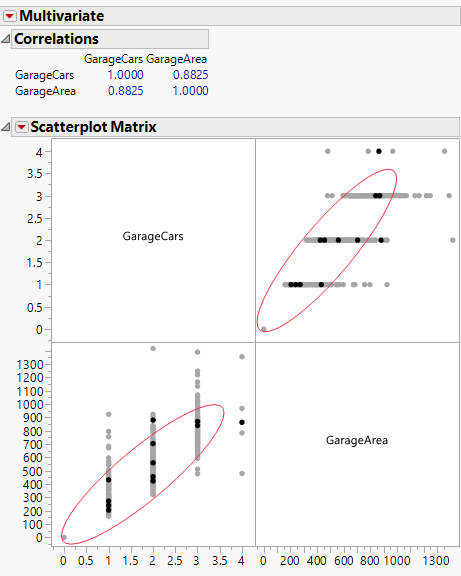 Multivariate
Correlations
GarageCars GarageArea
GarageCars 1.0000 0.8825
GarageArea 0.8825 1.0000
Scatterplot Matrix
4
3.5
3
2.5
2
1.5
1
0.5
0
GarageCars
1300
1200
1000
900
800
700
600
500
400
300
200
100
0
GarageArea
0 0.5 1 1.5 2 2.5 3 3.5 4
0 200 400 600 800 1000 1300